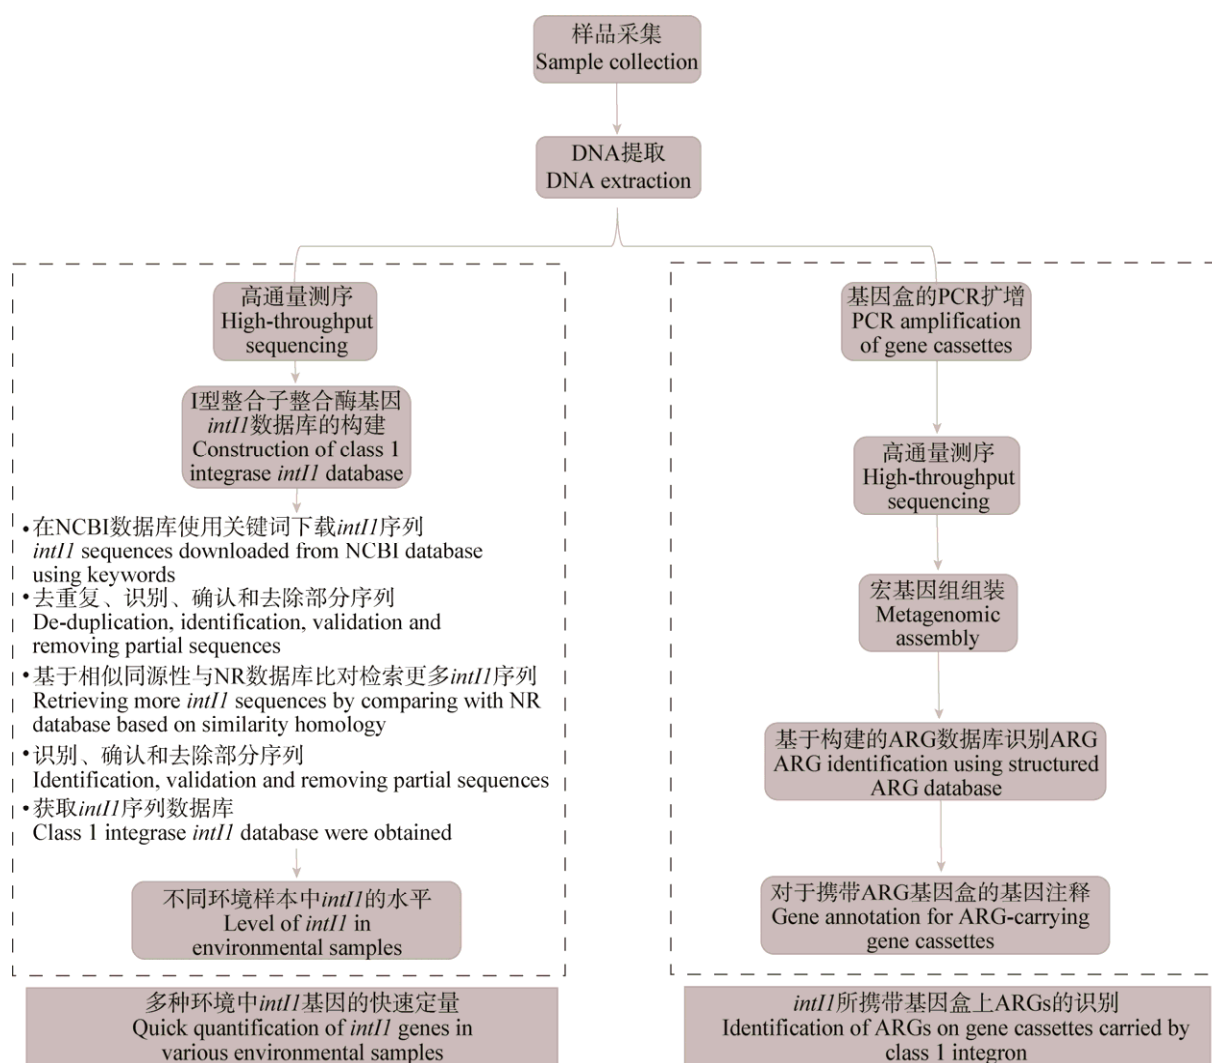 样品采集
Sample collection
DNA提取
DNA extraction
高通量测序
High-throughput
sequencing
I型整合子整合酶基因
intI1数据库的构建
Construction of class 1
integrase intI1 database
•在NCBI数据库使用关键词下载intI1序列
intI1 sequences downloaded from NCBI database
using keywords
•去重复、识别、确认和去除部分序列
De-duplication, identification, validation and
removing partial sequences
•基于相似同源性与NR数据库比对检索更多intI1序列
Retrieving more intI1 sequences by comparing with NR
database based on similarity homology
•识别、确认和去除部分序列
Identification, validation and removing partial sequences
•获取intI1序列数据库
Class 1 integrase intI1 database were obtained
不同环境样本中intI1的水平
Level of intI1 in
environmental samples
多种环境中intI1基因的快速定量
Quick quantification of intI1 genes in
various environmental samples
基因盒的PCR扩增
PCR amplification
of gene cassettes
高通量测序
High-throughput
sequencing
宏基因组组装
Metagenomic
assembly
基于构建的ARG数据库识别ARG
ARG identification using structured
ARG database
对于携带ARG基因盒的基因注释
Gene annotation for ARG-carrying
gene cassettes
intI1所携带基因盒上ARGs的识别
Identification of ARGs on gene cassettes carried by
class 1 integron